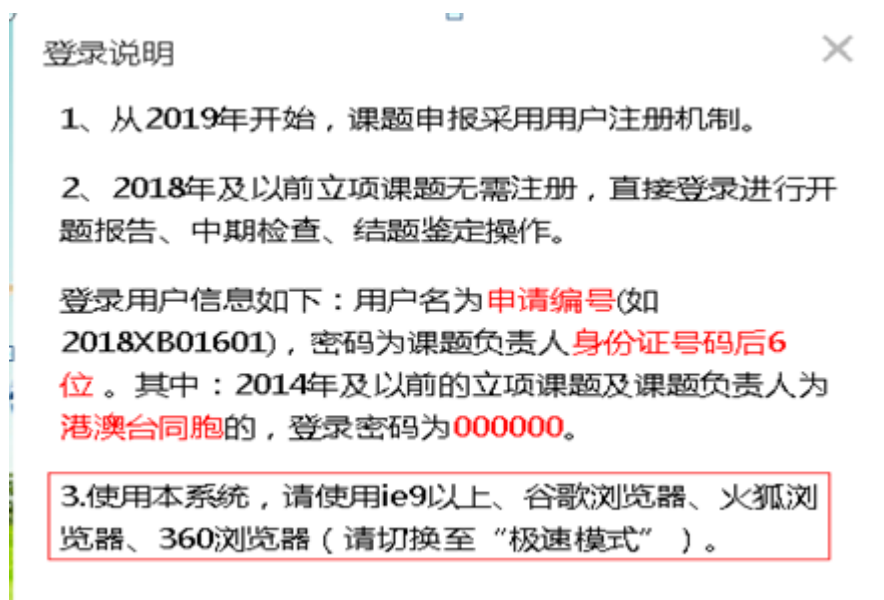 登录说明
1、从2019年开始，课题申报采用用户注册机制。
2、2018年及以前立项课题无需注册，直接登录进行开
题报告、中期检查、结题鉴定操作。
登录用户信息如下：用户名为申请编号(如
2018XB01601)，密码为课题负责人身份证号码后6
位 。其中：2014年及以前的立项课题及课题负责人为
港澳台同胞的，登录密码为000000。
3.使用本系统，请使用ie9以上、谷歌浏览器、火狐浏
览器、360浏览器（请切换至“极速模式”）。